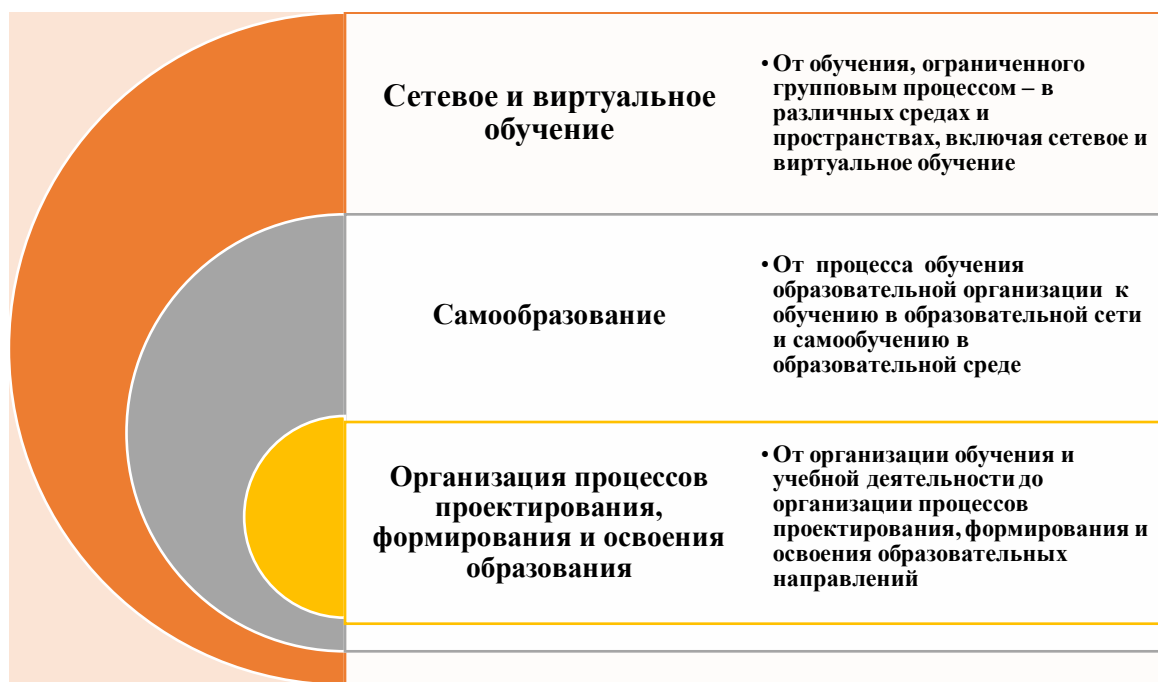 Сетевое и виртуальное
обучение
• От обучения, ограниченного
групповым процессом – в
различных средах и
пространствах, включая сетевое и
виртуальное обучение
Самообразование
• От процесса обучения
образовательной организации к
обучению в образовательной сети
и самообучению в
образовательной среде
Организация процессов
проектирования,
формирования и освоения
образования
• От организации обучения и
учебной деятельности до
организации процессов
проектирования, формирования и
освоения образовательных
направлений